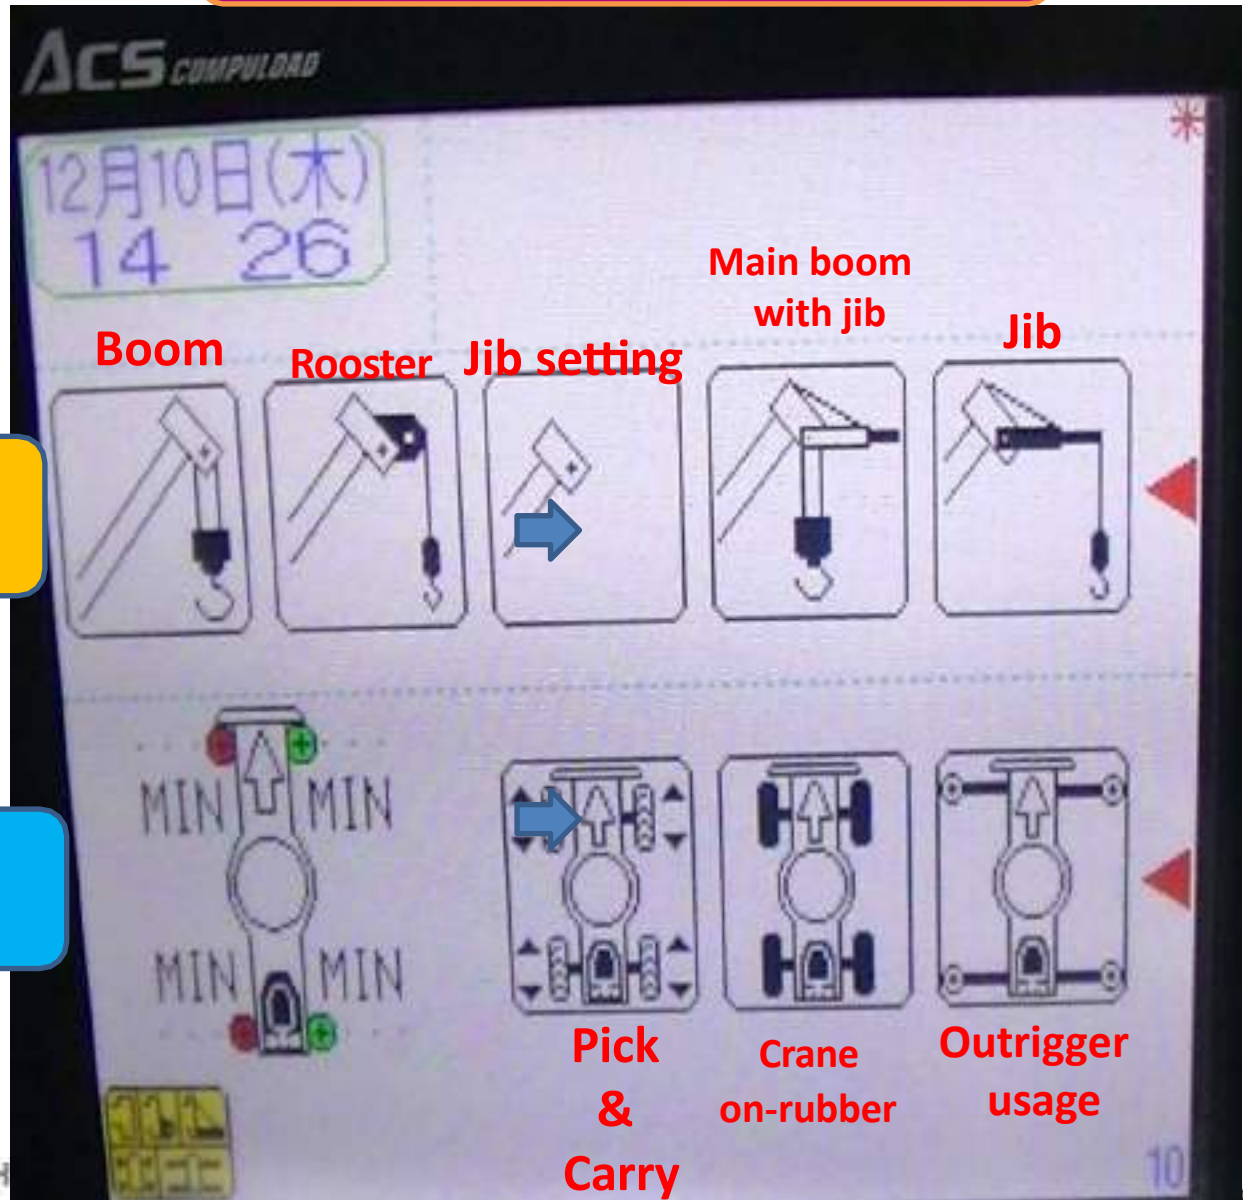 ACS COMPULOAD
12月10日(木)
14 26
Main boom
with jib
Boom
Rooster
Jib setting
Jib
MIN MIN
MIN MIN
Pick
&
Carry
Crane
on-rubber
Outrigger
usage
10